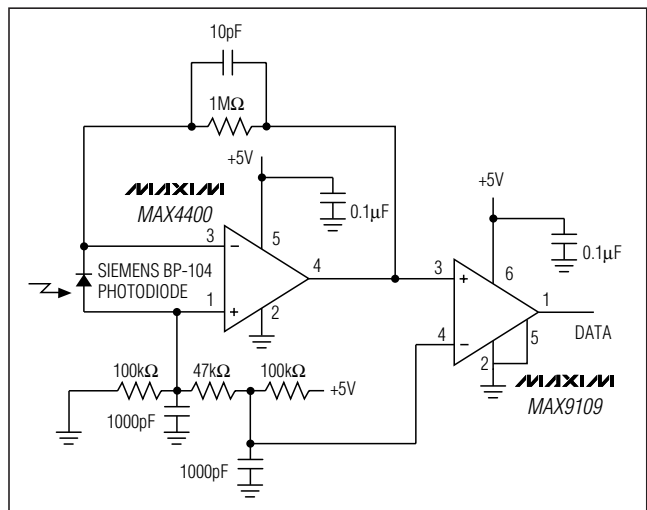 10pF
1MΩ
+5V
MAXIM
MAX4400
0.1µF
+5V
0.1µF
3
−
5
4
SIEMENS BP-104
PHOTODIODE
1
+
2
3
+
6
1
4
−
5
2
DATA
MAXIM
MAX9109
100kΩ
47kΩ
100kΩ
+5V
1000pF
1000pF